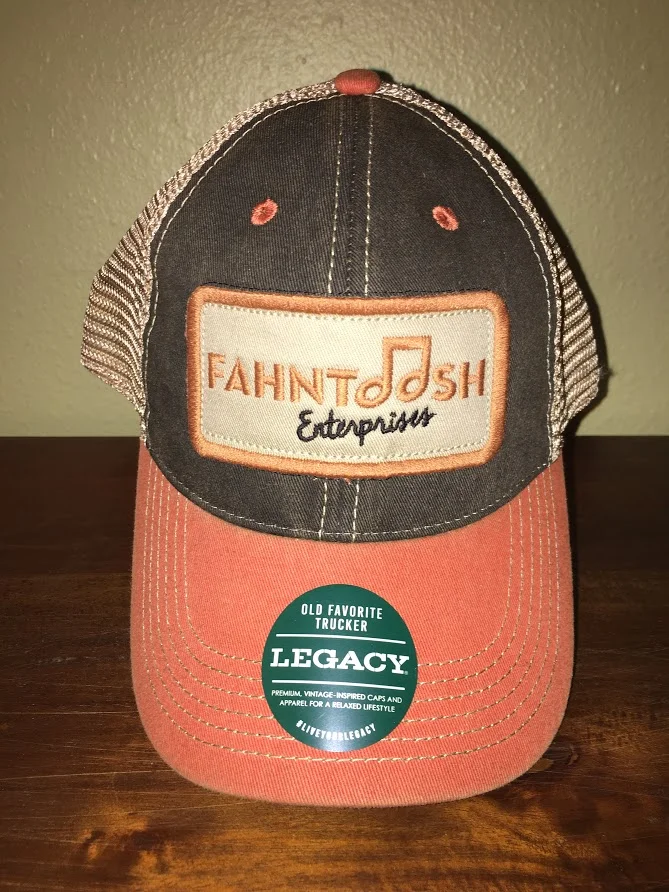 FAHNTOOSH
Enterprises
OLD FAVORITE
TRUCKER
LEGACY
PREMIUM, VINTAGE-INSPIRED CAPS AND
APPAREL FOR A RELAXED LIFESTYLE
#LIVEYOURLEGACY